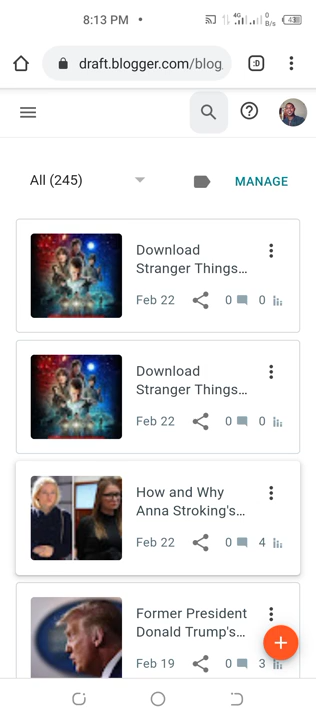 8:13 PM
4G
0
B/s
43
draft.blogger.com/blog
:D
All (245)
MANAGE
Download
Stranger Things…
Feb 22 0 0
Download
Stranger Things…
Feb 22 0 0
How and Why
Anna Stroking's…
Feb 22 0 4
Former President
Donald Trump's…
Feb 19 0 3